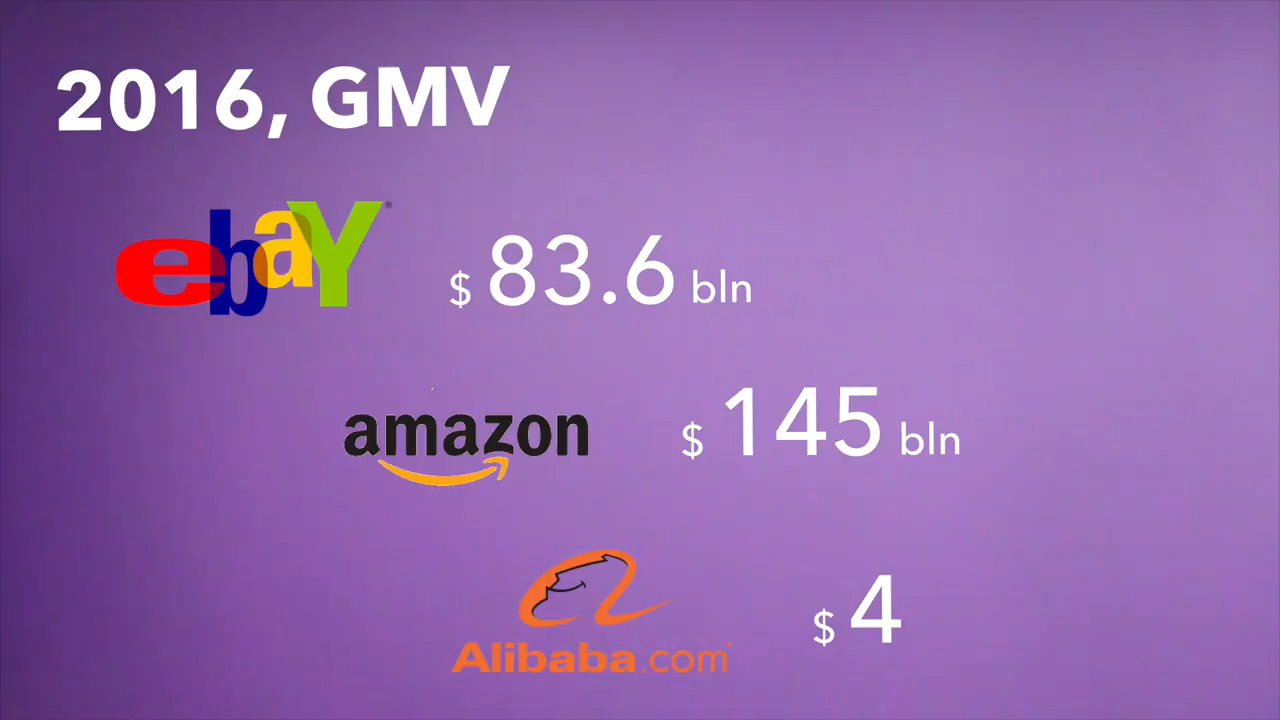 2016, GMV
ebay®
$ 83.6 bln
amazon
$ 145 bln
Alibaba.com
$ 4